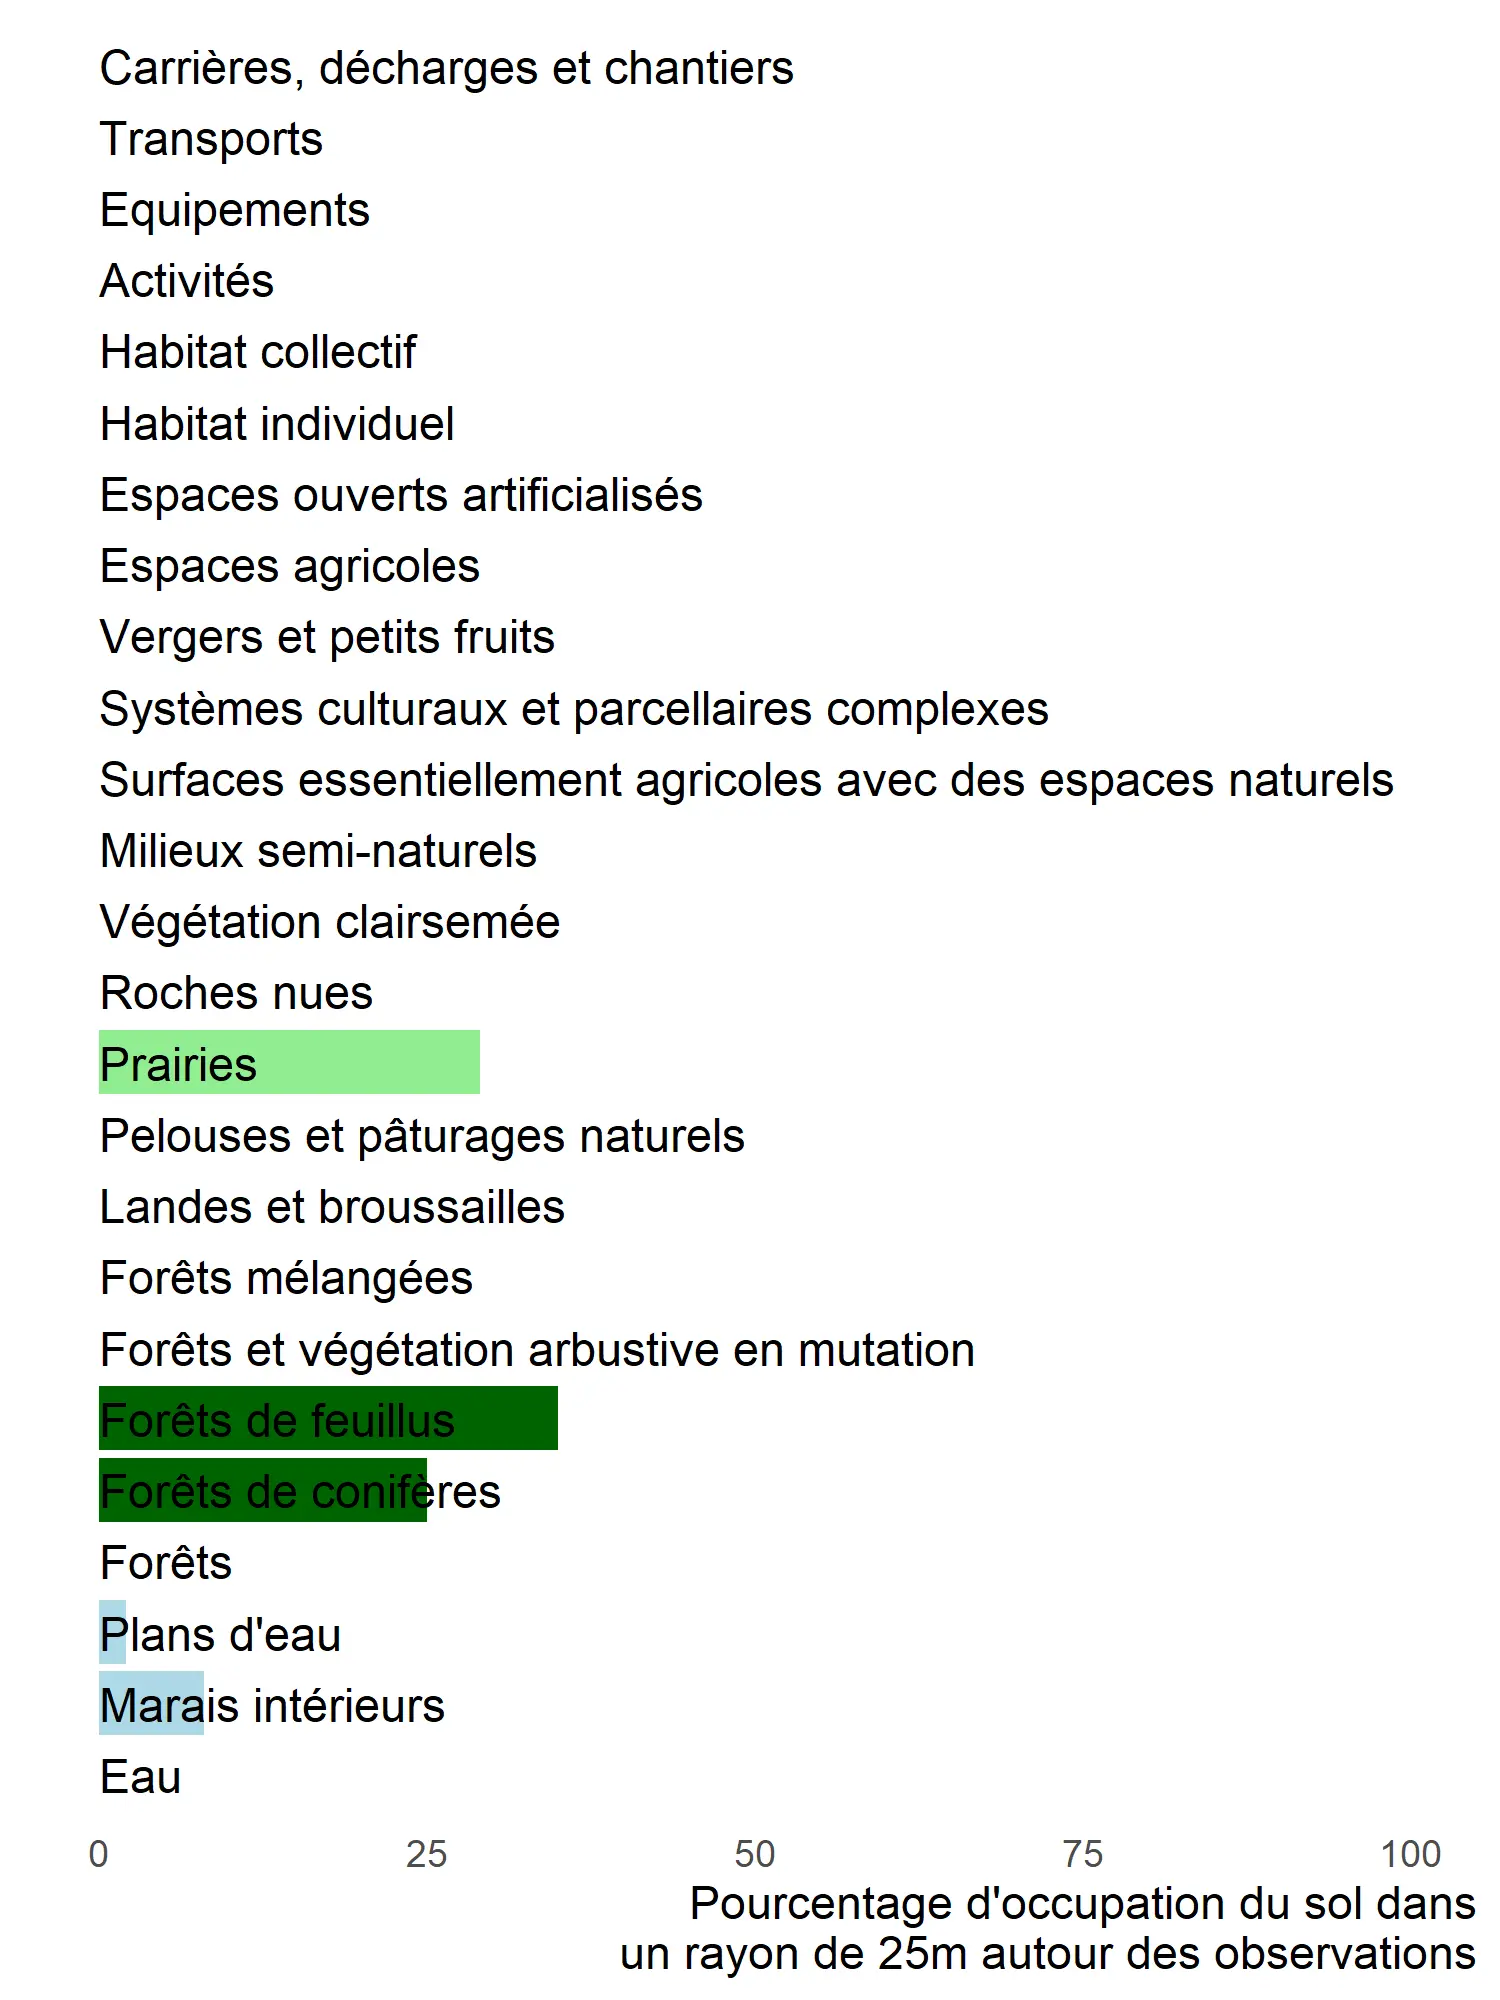 Carrières, décharges et chantiers
Transports
Equipements
Activités
Habitat collectif
Habitat individuel
Espaces ouverts artificialisés
Espaces agricoles
Vergers et petits fruits
Systèmes culturaux et parcellaires complexes
Surfaces essentiellement agricoles avec des espaces naturels
Milieux semi-naturels
Végétation clairsemée
Roches nues
Prairies
Pelouses et pâturages naturels
Landes et broussailles
Forêts mélangées
Forêts et végétation arbustive en mutation
Forêts de feuillus
Forêts de conifères
Forêts
Plans d'eau
Marais intérieurs
Eau
0 25 50 75 100
Pourcentage d'occupation du sol dans
un rayon de 25m autour des observations